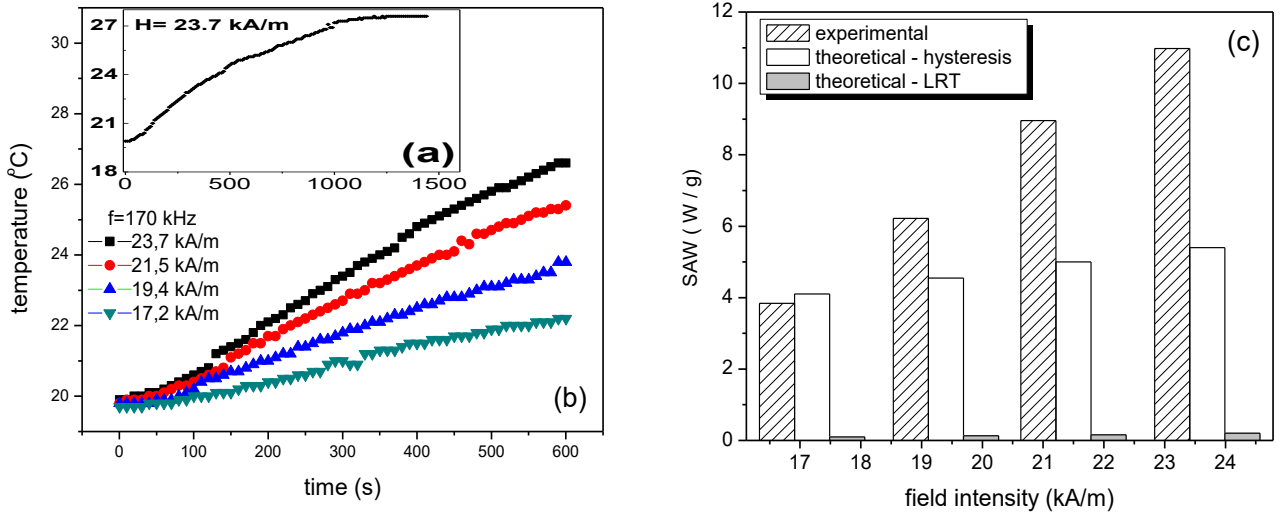 H= 23.7 kA/m
27
24
21
18
0
500
1000
1500
(a)
30
28
26
24
22
20
temperature (°C)
f=170 kHz
23,7 kA/m
21,5 kA/m
19,4 kA/m
17,2 kA/m
(b)
0
100
200
300
400
500
600
time (s)
(c)
experimental
theoretical - hysteresis
theoretical - LRT
12
10
8
6
4
2
0
SAW ( W / g)
17
18
19
20
21
22
23
24
field intensity (kA/m)